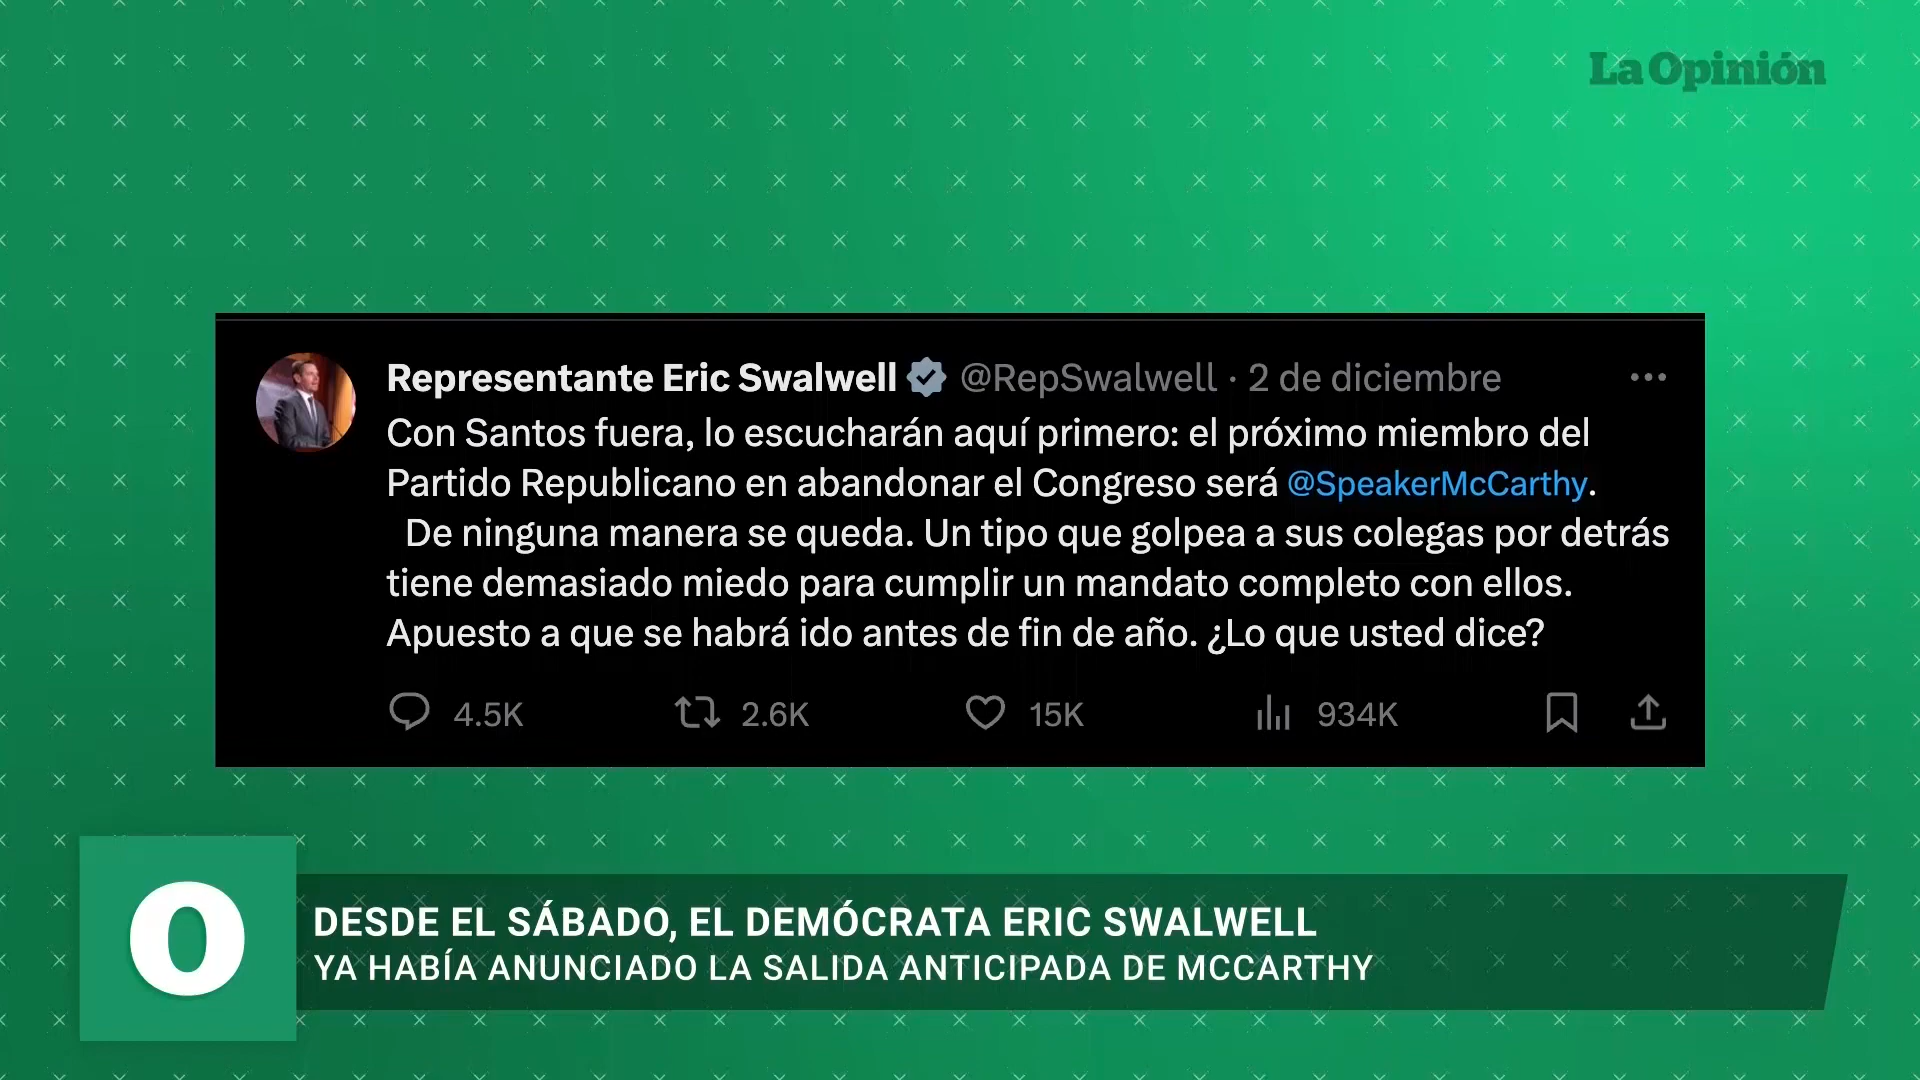 La Opinión
Representante Eric Swalwell @RepSwalwell · 2 de diciembre
Con Santos fuera, lo escucharán aquí primero: el próximo miembro del
Partido Republicano en abandonar el Congreso será @SpeakerMcCarthy.
De ninguna manera se queda. Un tipo que golpea a sus colegas por detrás
tiene demasiado miedo para cumplir un mandato completo con ellos.
Apuesto a que se habrá ido antes de fin de año. ¿Lo que usted dice?
4.5K 2.6K 15K 934K
O
DESDE EL SÁBADO, EL DEMÓCRATA ERIC SWALWELL
YA HABÍA ANUNCIADO LA SALIDA ANTICIPADA DE MCCARTHY